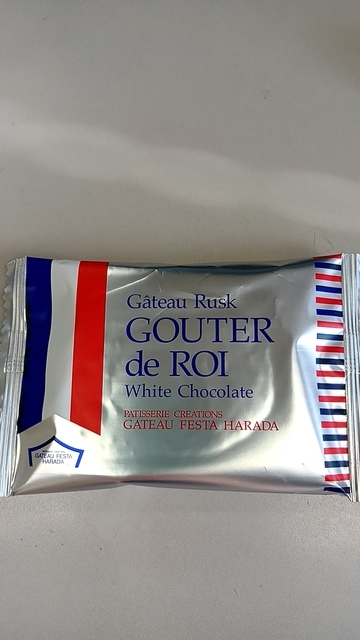 Gâteau Rusk
GOUTER
de ROI
White Chocolate
PATISSERIE CREATIONS
GATEAU FESTA HARADA
GATEAU FESTA
HARADA